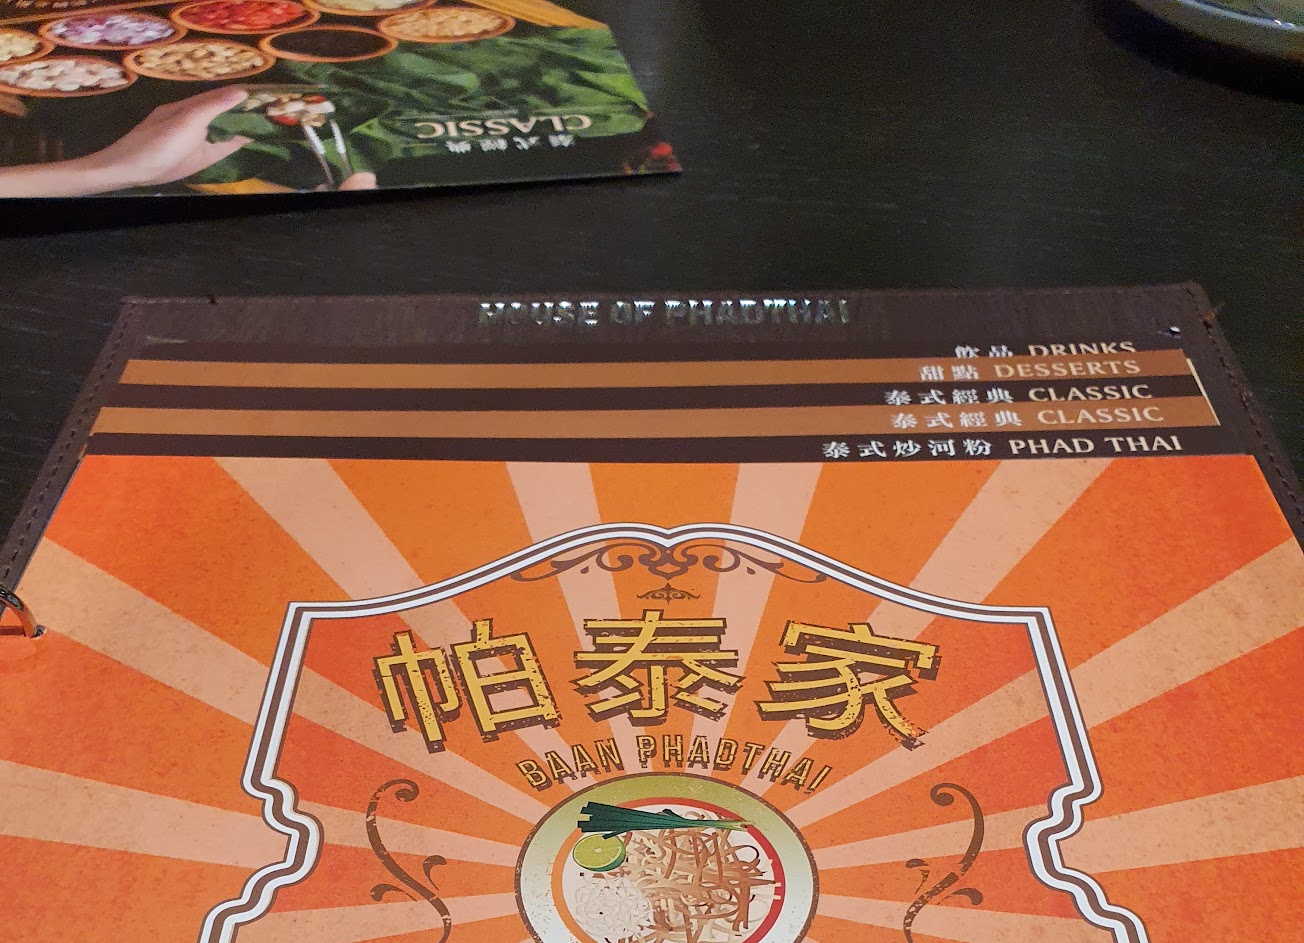 CLASSIC
泰式經典
HOUSE OF PHADTHAI
飲品 DRINKS
甜點 DESSERTS
泰式經典 CLASSIC
泰式經典 CLASSIC
泰式炒河粉 PHAD THAI
帕泰家
BAAN PHADTHAI